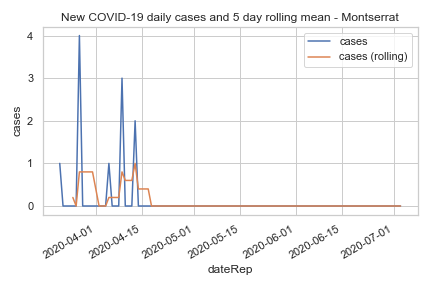 New COVID-19 daily cases and 5 day rolling mean - Montserrat
cases
cases (rolling)
4
3
2
1
0
cases
2020-04-01
2020-04-15
2020-05-01
2020-05-15
2020-06-01
2020-06-15
2020-07-01
dateRep